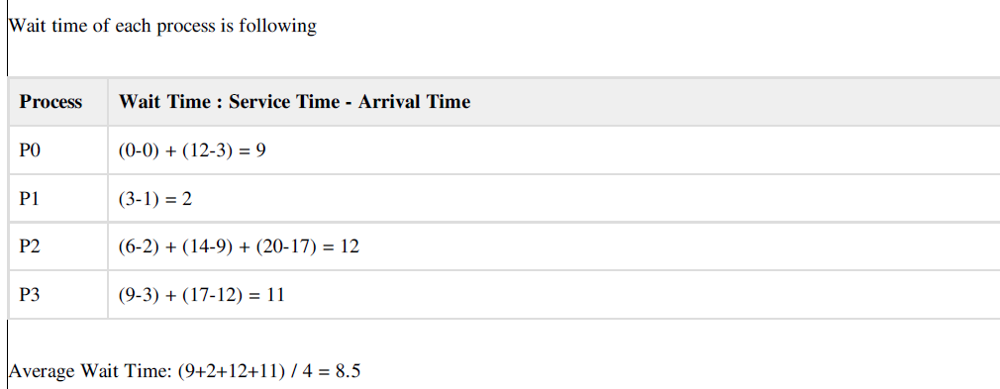 Wait time of each process is following
Process Wait Time : Service Time - Arrival Time
P0 (0-0) + (12-3) = 9
P1 (3-1) = 2
P2 (6-2) + (14-9) + (20-17) = 12
P3 (9-3) + (17-12) = 11
Average Wait Time: (9+2+12+11) / 4 = 8.5